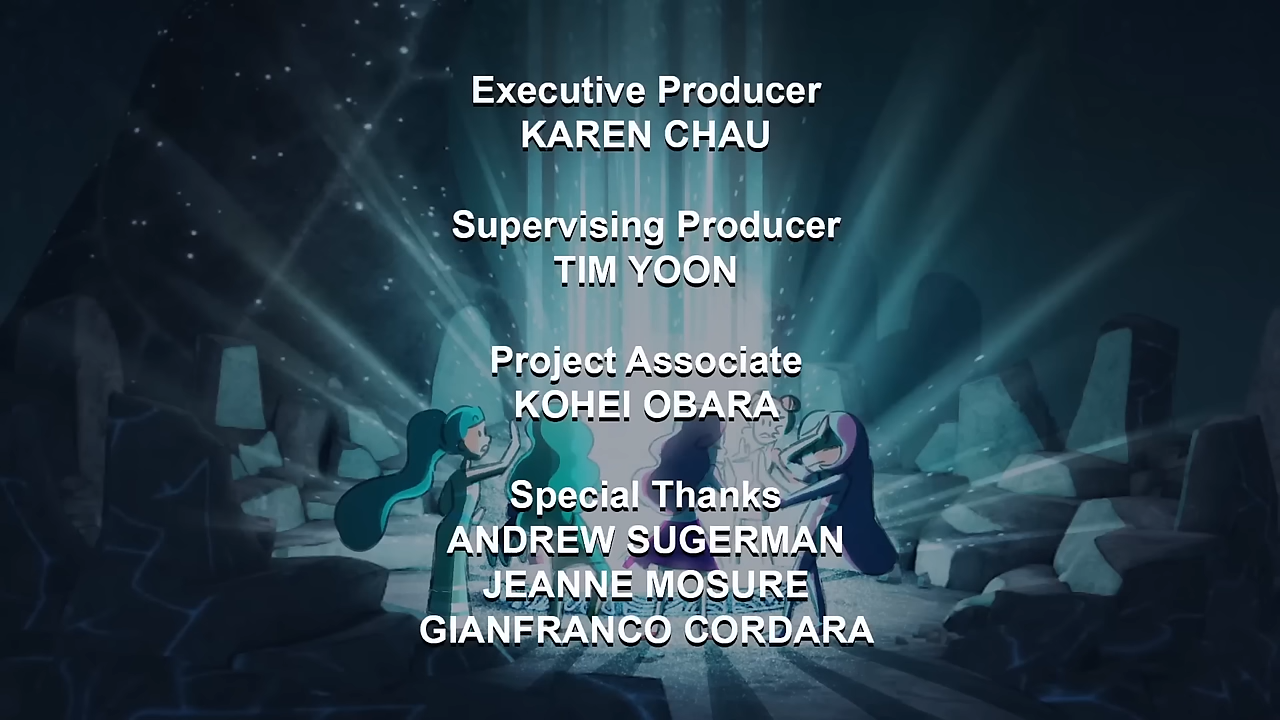 Executive Producer
KAREN CHAU
Supervising Producer
TIM YOON
Project Associate
KOHEI OBARA
Special Thanks
ANDREW SUGERMAN
JEANNE MOSURE
GIANFRANCO CORDARA